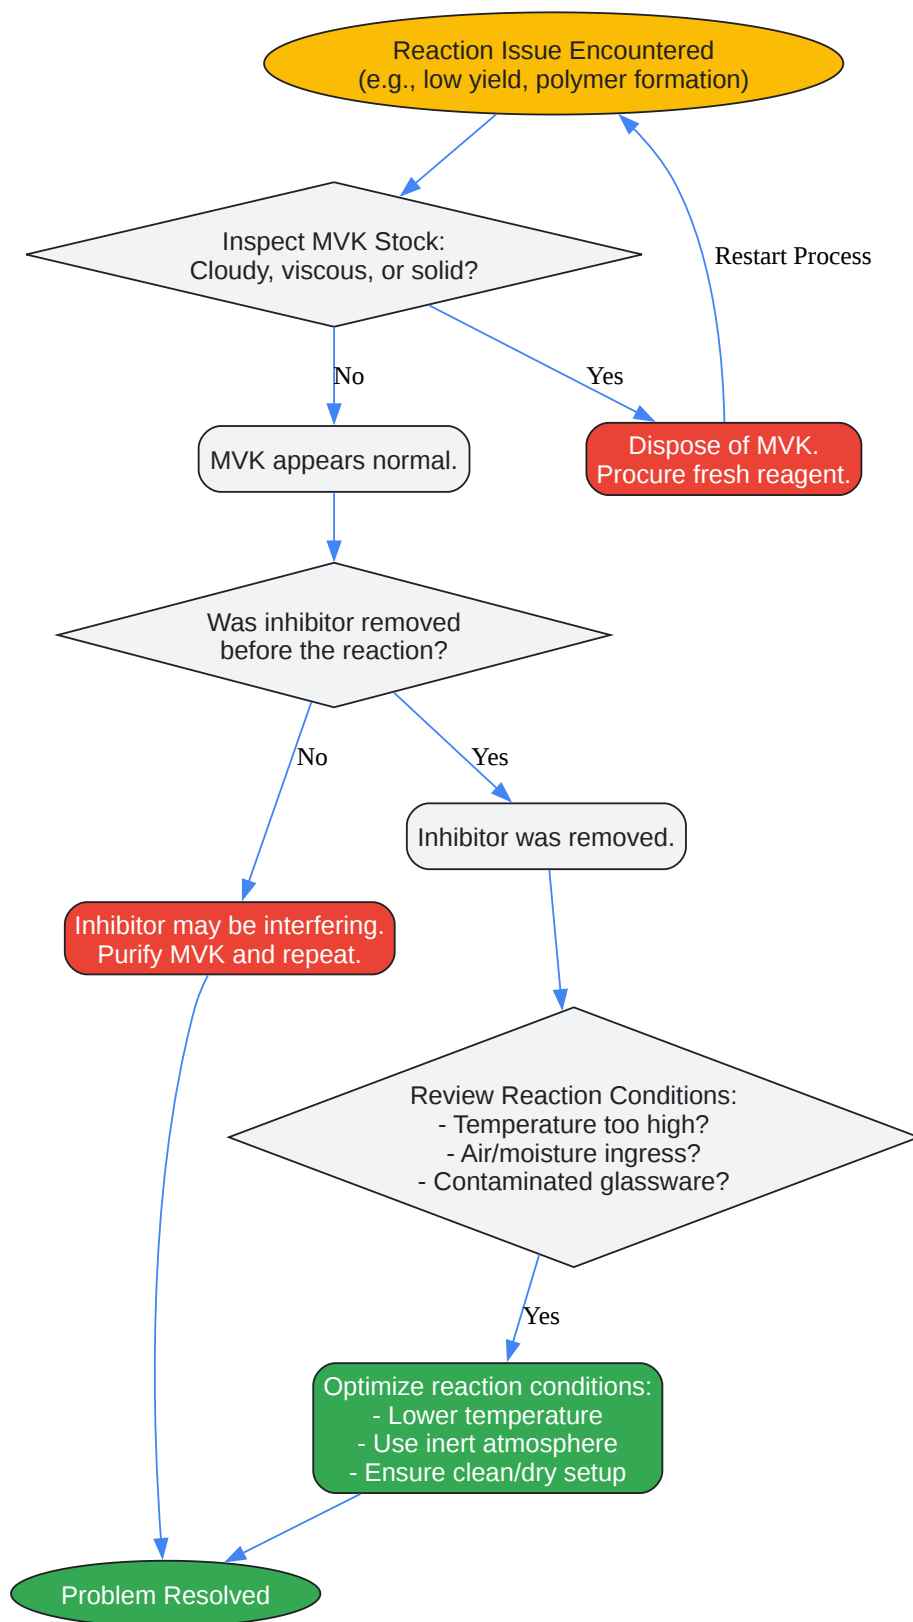 Reaction Issue Encountered
(e.g., low yield, polymer formation)
Inspect MVK Stock:
Cloudy, viscous, or solid?
Restart Process
No
Yes
MVK appears normal.
Dispose of MVK.
Procure fresh reagent.
Was inhibitor removed
before the reaction?
No
Yes
Inhibitor was removed.
Inhibitor may be interfering.
Purify MVK and repeat.
Review Reaction Conditions:
- Temperature too high?
- Air/moisture ingress?
- Contaminated glassware?
Yes
Optimize reaction conditions:
- Lower temperature
- Use inert atmosphere
- Ensure clean/dry setup
Problem Resolved